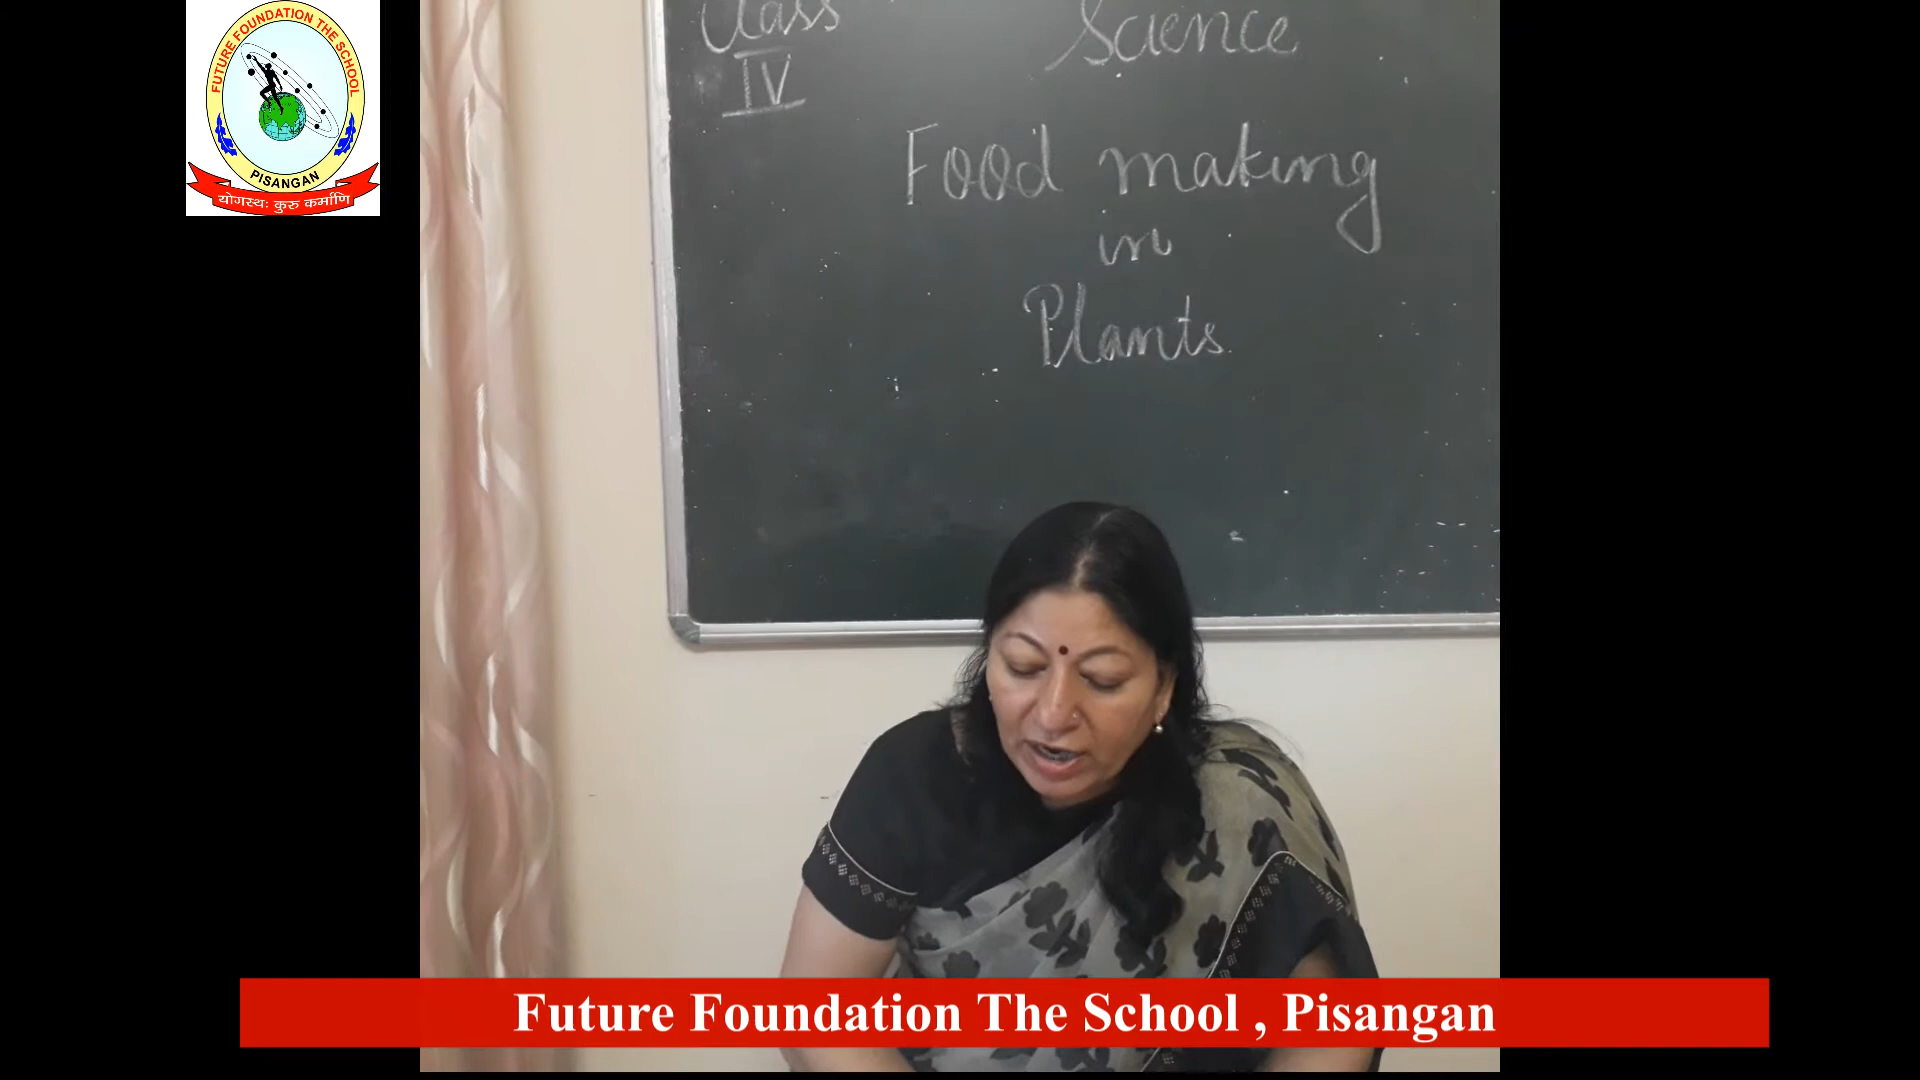 FUTURE FOUNDATION THE SCHOOL
PISANGAN
योगस्थः कुरु कर्माणि
Class
IV
Science
Food making
in
Plants
Future Foundation The School , Pisangan